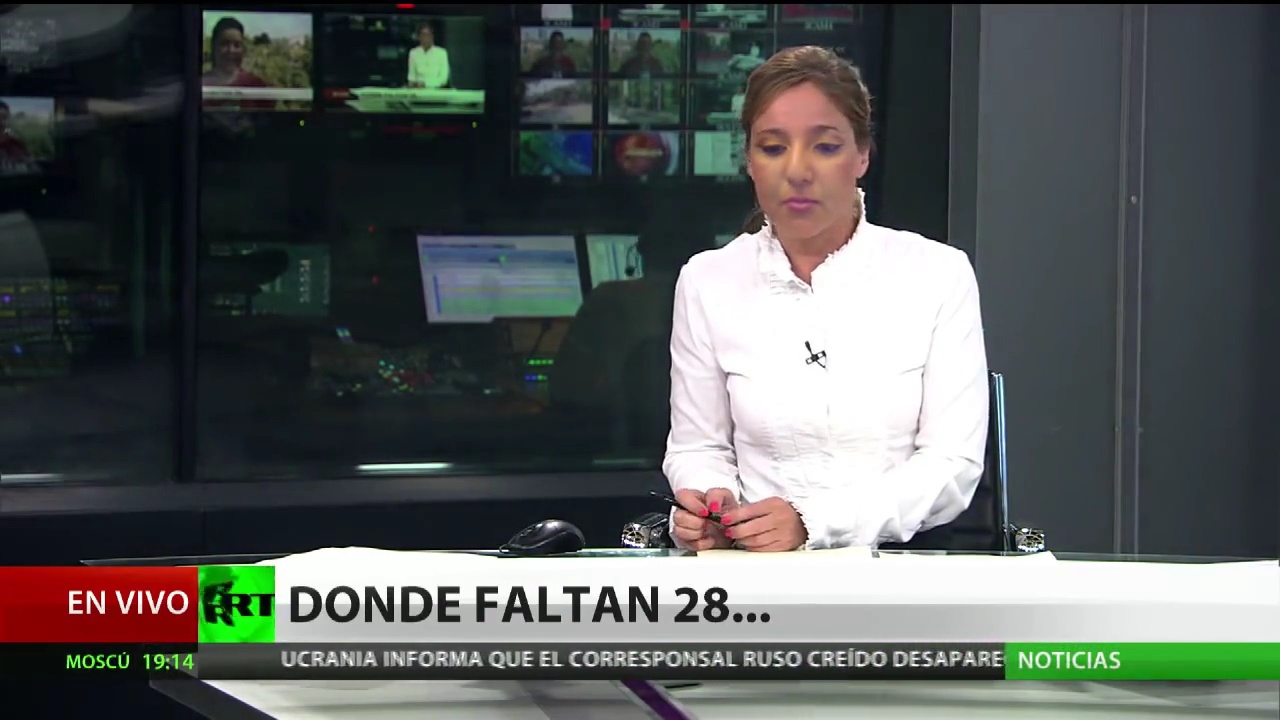 EN VIVO
RT
DONDE FALTAN 28...
MOSCÚ 19:14
UCRANIA INFORMA QUE EL CORRESPONSAL RUSO CREÍDO DESAPARE
NOTICIAS